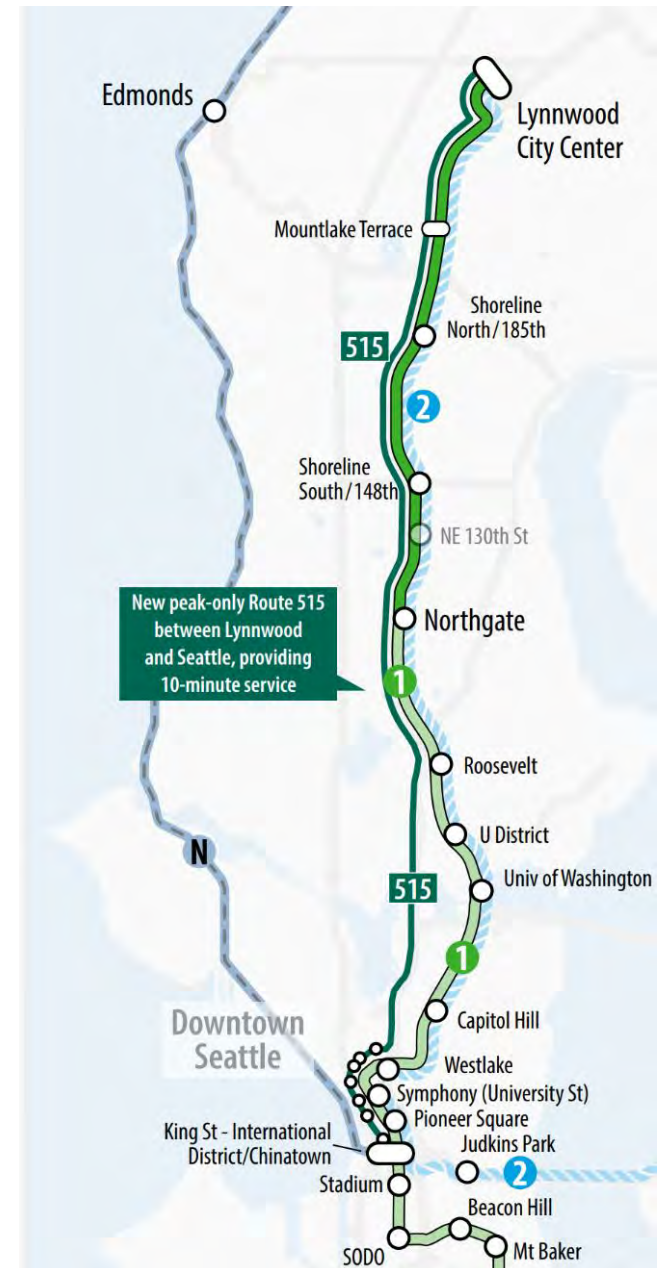 Edmonds
Lynnwood
City Center
Mountlake Terrace
Shoreline
North/185th
515
2
Shoreline
South/148th
NE 130th St
New peak-only Route 515
between Lynnwood
and Seattle, providing
10-minute service
Northgate
1
Roosevelt
U District
N
515
Univ of Washington
1
Capitol Hill
Downtown
Seattle
Westlake
Symphony (University St)
Pioneer Square
King St - International
District/Chinatown
Judkins Park
2
Stadium
Beacon Hill
SODO
Mt Baker